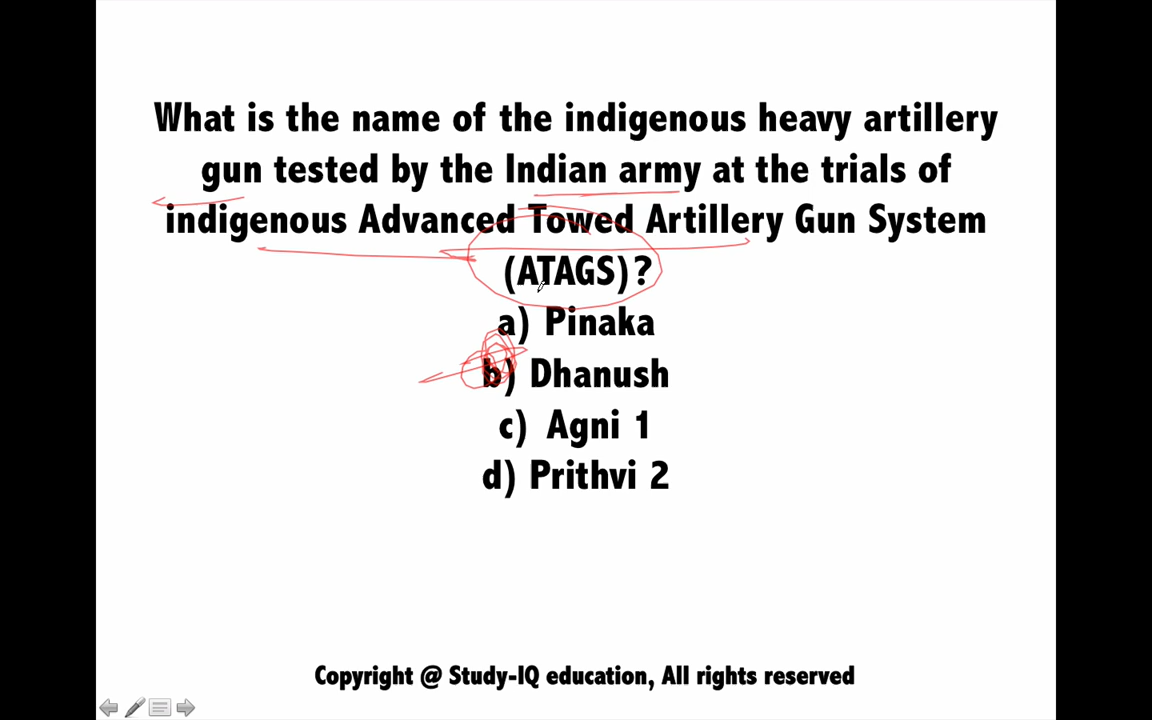 What is the name of the indigenous heavy artillery
gun tested by the Indian army at the trials of
indigenous Advanced Towed Artillery Gun System
(ATAGS)?
a) Pinaka
b) Dhanush
c) Agni 1
d) Prithvi 2
Copyright @ Study-IQ education, All rights reserved